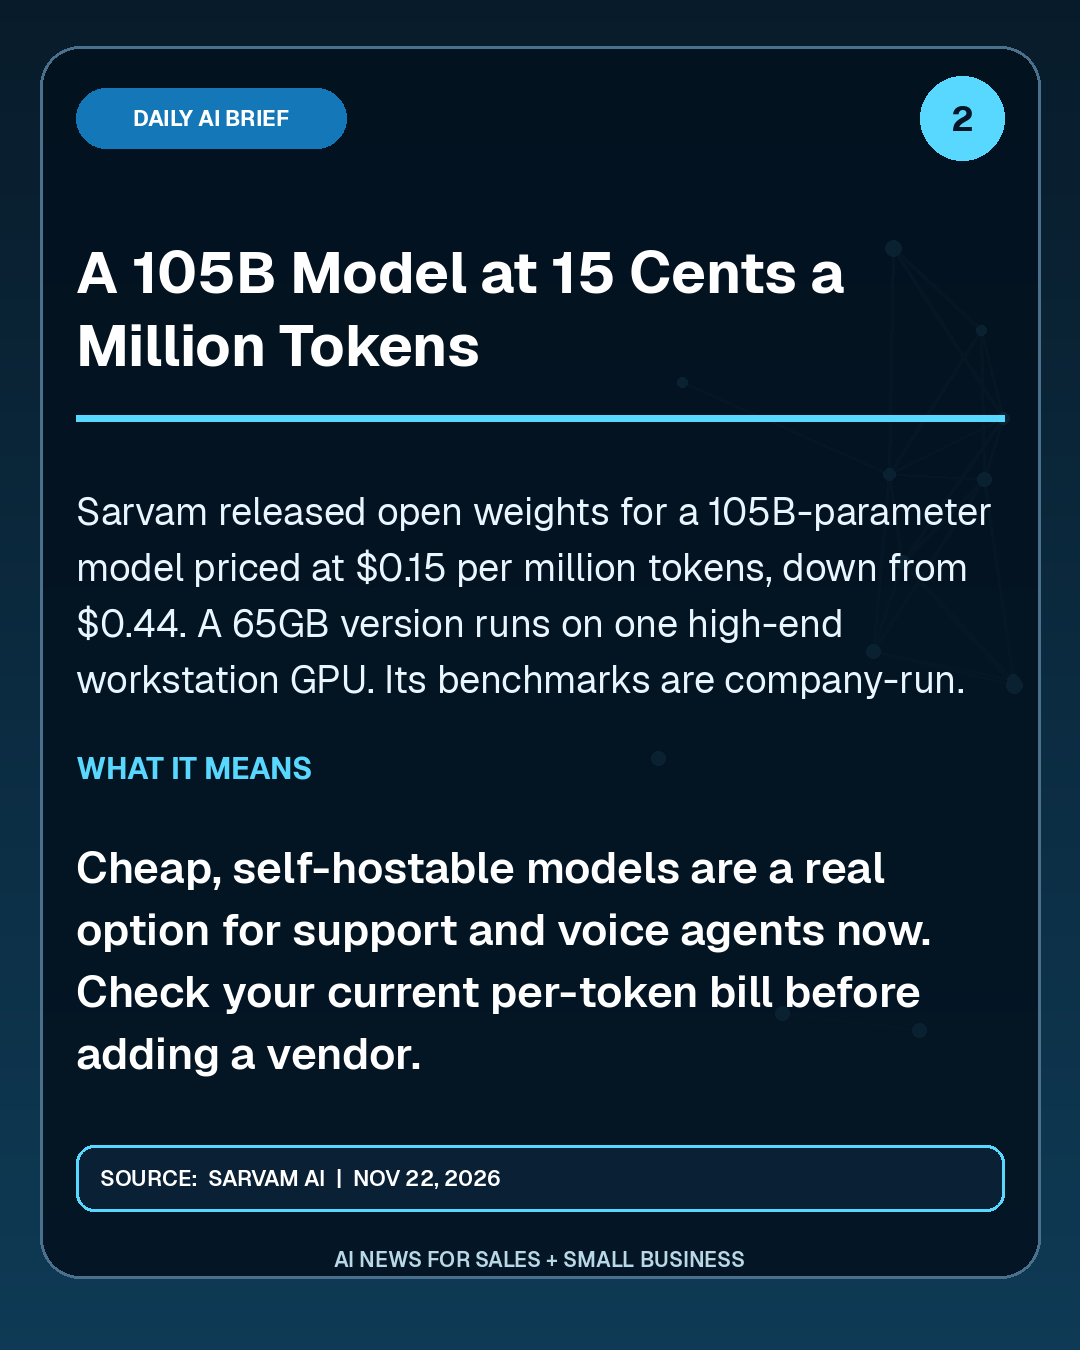 DAILY AI BRIEF
2
A 105B Model at 15 Cents a
Million Tokens
Sarvam released open weights for a 105B-parameter
model priced at $0.15 per million tokens, down from
$0.44. A 65GB version runs on one high-end
workstation GPU. Its benchmarks are company-run.
WHAT IT MEANS
Cheap, self-hostable models are a real
option for support and voice agents now.
Check your current per-token bill before
adding a vendor.
SOURCE: SARVAM AI | NOV 22, 2026
AI NEWS FOR SALES + SMALL BUSINESS